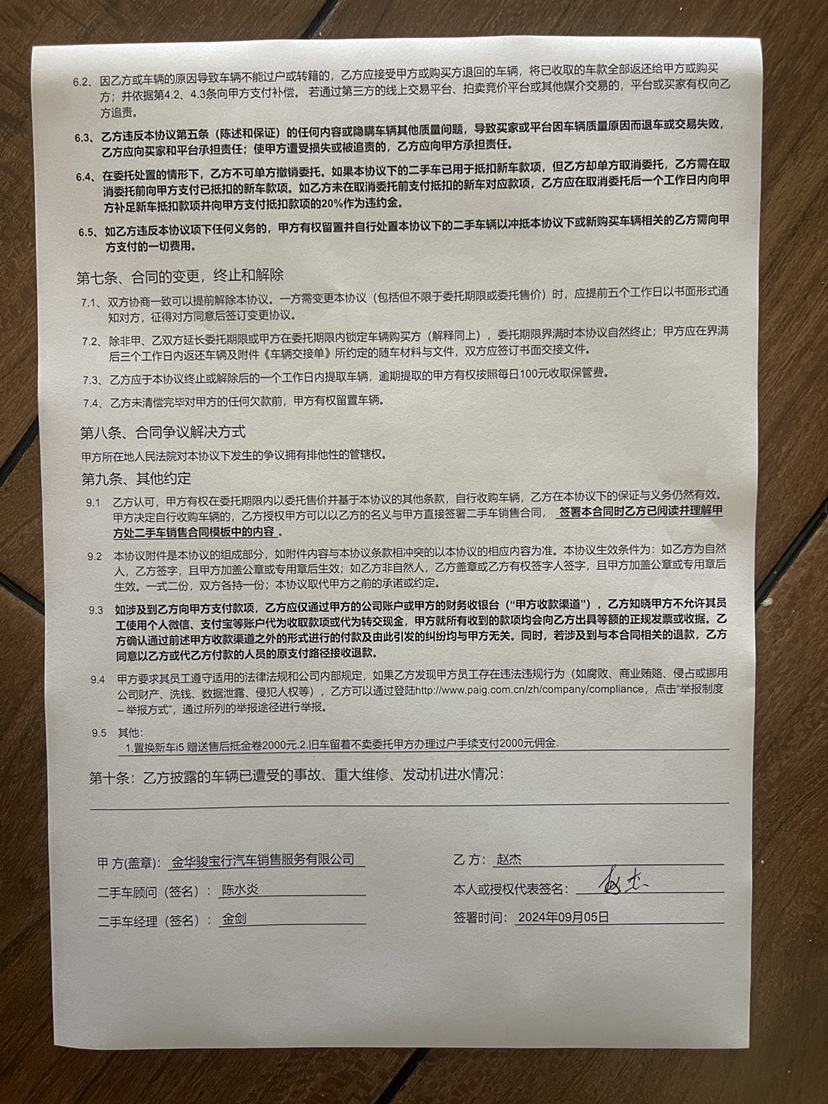 6.2、因乙方或车辆的原因导致车辆不能过户或转籍的，乙方应接受甲方或购买方退回的车辆，将已收取的车款全部返还给甲方或购买
方；并依据第4.2、4.3条向甲方支付补偿。 若通过第三方的线上交易平台、拍卖竞价平台或其他媒介交易的，平台或买家有权向乙
方追责。
6.3、乙方违反本协议第五条（陈述和保证）的任何内容或隐瞒车辆其他质量问题，导致买家或平台因车辆质量原因而退车或交易失败，
乙方应向买家和平台承担责任；使甲方遭受损失或被追责的，乙方应向甲方承担责任。
6.4、在委托处置的情形下，乙方不可单方撤销委托。如果本协议下的二手车已用于抵扣新车款项，但乙方却单方取消委托，乙方需在取
消委托前向甲方支付已抵扣的新车款项。如乙方未在取消委托前支付抵扣的新车对应款项，乙方应在取消委托后一个工作日内向甲
方补足新车抵扣款项并向甲方支付抵扣款项的20%作为违约金。
6.5、如乙方违反本协议项下任何义务的，甲方有权留置并自行处置本协议下的二手车辆以冲抵本协议下或新购买车辆相关的乙方需向甲
方支付的一切费用。
第七条、合同的变更，终止和解除
7.1、双方协商一致可以提前解除本协议。一方需变更本协议（包括但不限于委托期限或委托售价）时，应提前五个工作日以书面形式通
知对方，征得对方同意后签订变更协议。
7.2、除非甲、乙双方延长委托期限或甲方在委托期限内锁定车辆购买方（解释同上），委托期限界满时本协议自然终止；甲方应在界满
后三个工作日内返还车辆及附件《车辆交接单》所约定的随车材料与文件，双方应签订书面交接文件。
7.3、乙方应于本协议终止或解除后的一个工作日内提取车辆，逾期提取的甲方有权按照每日100元收取保管费。
7.4、乙方未清偿完毕对甲方的任何欠款前，甲方有权留置车辆。
第八条、合同争议解决方式
甲方所在地人民法院对本协议下发生的争议拥有排他性的管辖权。
第九条、其他约定
9.1 乙方认可，甲方有权在委托期限内以委托售价并基于本协议的其他条款，自行收购车辆，乙方在本协议下的保证与义务仍然有效。
甲方决定自行收购车辆的，乙方授权甲方可以以乙方的名义与甲方直接签署二手车销售合同， 签署本合同时乙方已阅读并理解甲
方处二手车销售合同模板中的内容 。
9.2 本协议附件是本协议的组成部分，如附件内容与本协议条款相冲突的以本协议的相应内容为准。本协议生效条件为：如乙方为自然
人，乙方签字，且甲方加盖公章或专用章后生效；如乙方非自然人，乙方盖章或乙方有权签字人签字，且甲方加盖公章或专用章后
生效。一式二份，双方各持一份；本协议取代甲方之前的承诺或约定。
9.3 如涉及到乙方向甲方支付款项，乙方应仅通过甲方的公司账户或甲方的财务收银台（“甲方收款渠道”），乙方知晓甲方不允许其员
工使用个人微信、支付宝等账户代为收取款项或代为转交现金，甲方就所有收到的款项均会向乙方出具等额的正规发票或收据。乙
方确认通过前述甲方收款渠道之外的形式进行的付款及由此引发的纠纷均与甲方无关。同时，若涉及到与本合同相关的退款，乙方
同意以乙方或代乙方付款的人员的原支付路径接收退款。
9.4 甲方要求其员工遵守适用的法律法规和公司内部规定，如果乙方发现甲方员工存在违法违规行为（如腐败、商业贿赂、侵占或挪用
公司财产、洗钱、数据泄露、侵犯人权等），乙方可以通过登陆http://www.paig.com.cn/zh/company/compliance，点击“举报制度
– 举报方式”，通过所列的举报途径进行举报。
9.5 其他：
1.置换新车i5 赠送售后抵金卷2000元.2.旧车留着不卖委托甲方办理过户手续支付2000元佣金.
第十条：乙方披露的车辆已遭受的事故、重大维修、发动机进水情况：
甲 方(盖章)： 金华骏宝行汽车销售服务有限公司 乙 方： 赵杰
二手车顾问（签名）： 陈水炎 本人或授权代表签名： 赵杰
二手车经理（签名）： 金剑 签署时间： 2024年09月05日